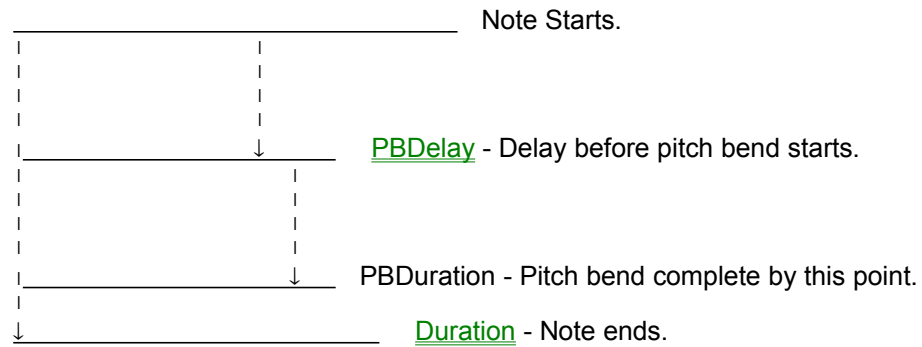 Note Starts.
PBDelay - Delay before pitch bend starts.
PBDuration - Pitch bend complete by this point.
Duration - Note ends.